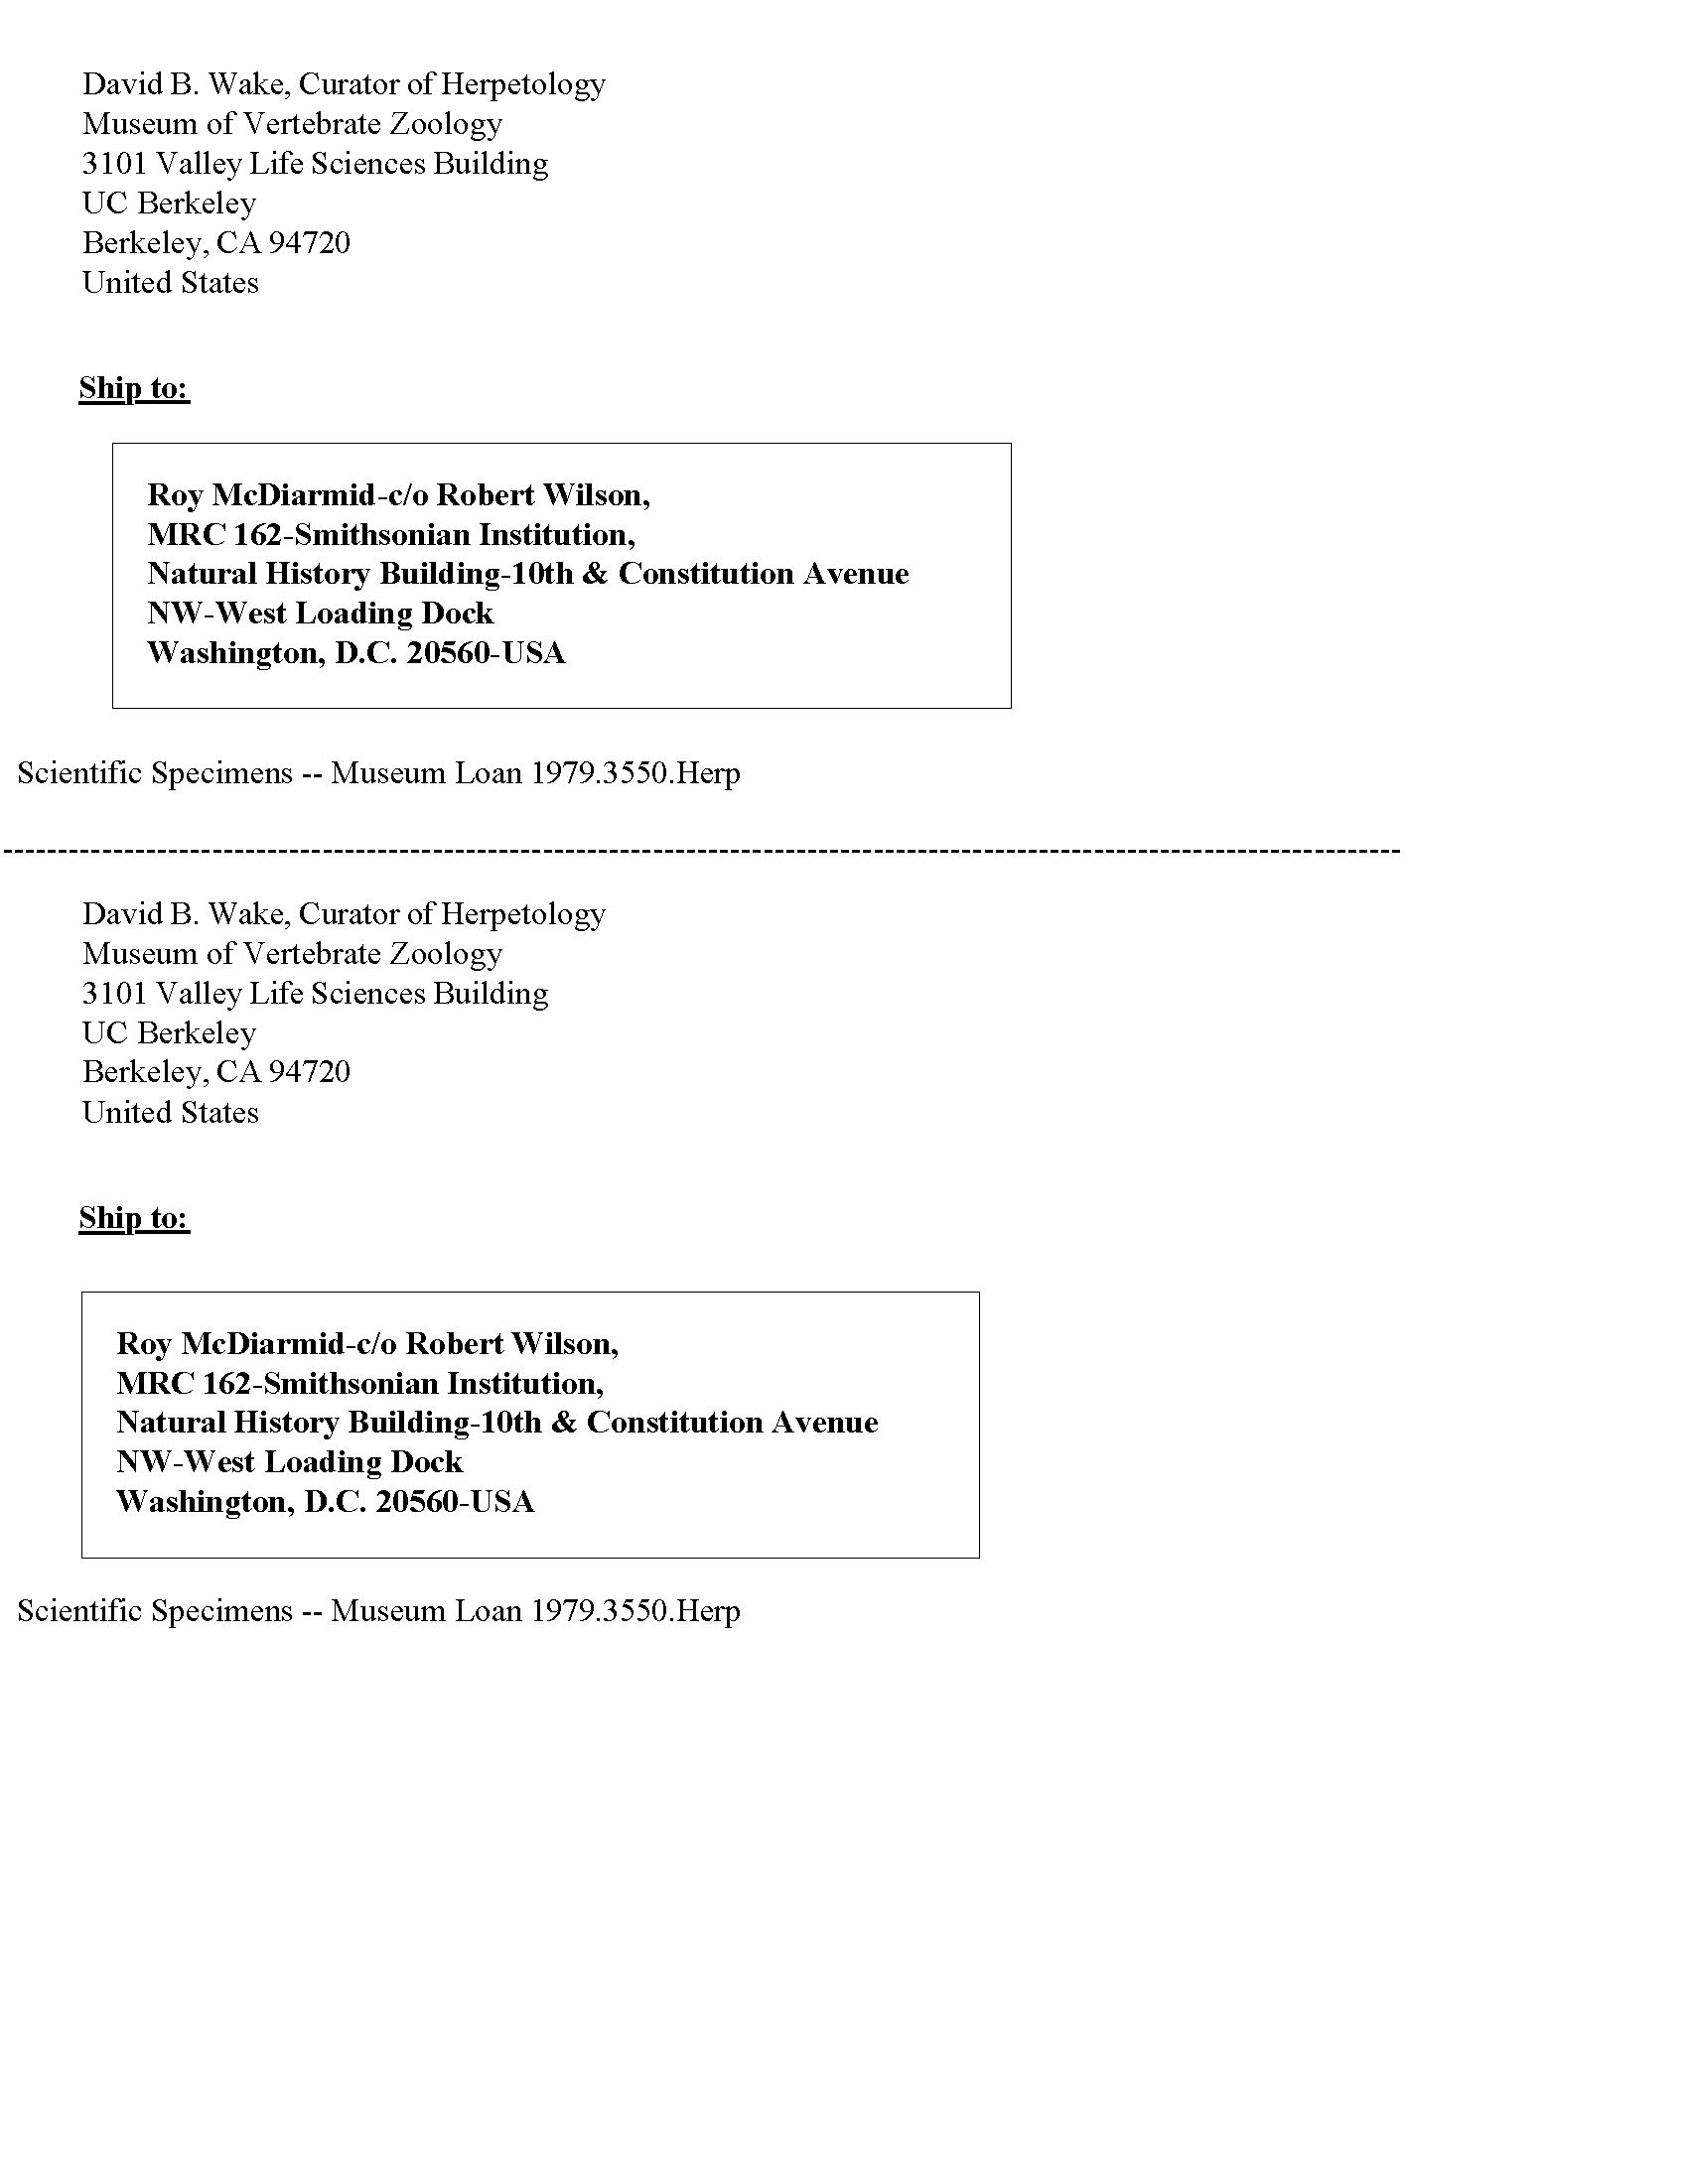 David B. Wake, Curator of Herpetology
Museum of Vertebrate Zoology
3101 Valley Life Sciences Building
UC Berkeley
Berkeley, CA 94720
United States
Ship to:
Roy McDiarmid-c/o Robert Wilson,
MRC 162-Smithsonian Institution,
Natural History Building-10th & Constitution Avenue
NW-West Loading Dock
Washington, D.C. 20560-USA
Scientific Specimens -- Museum Loan 1979.3550.Herp
David B. Wake, Curator of Herpetology
Museum of Vertebrate Zoology
3101 Valley Life Sciences Building
UC Berkeley
Berkeley, CA 94720
United States
Ship to:
Roy McDiarmid-c/o Robert Wilson,
MRC 162-Smithsonian Institution,
Natural History Building-10th & Constitution Avenue
NW-West Loading Dock
Washington, D.C. 20560-USA
Scientific Specimens -- Museum Loan 1979.3550.Herp